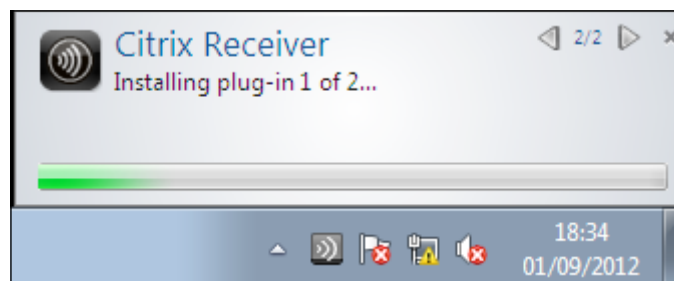 Citrix Receiver
2/2
Installing plug-in 1 of 2...
18:34
01/09/2012